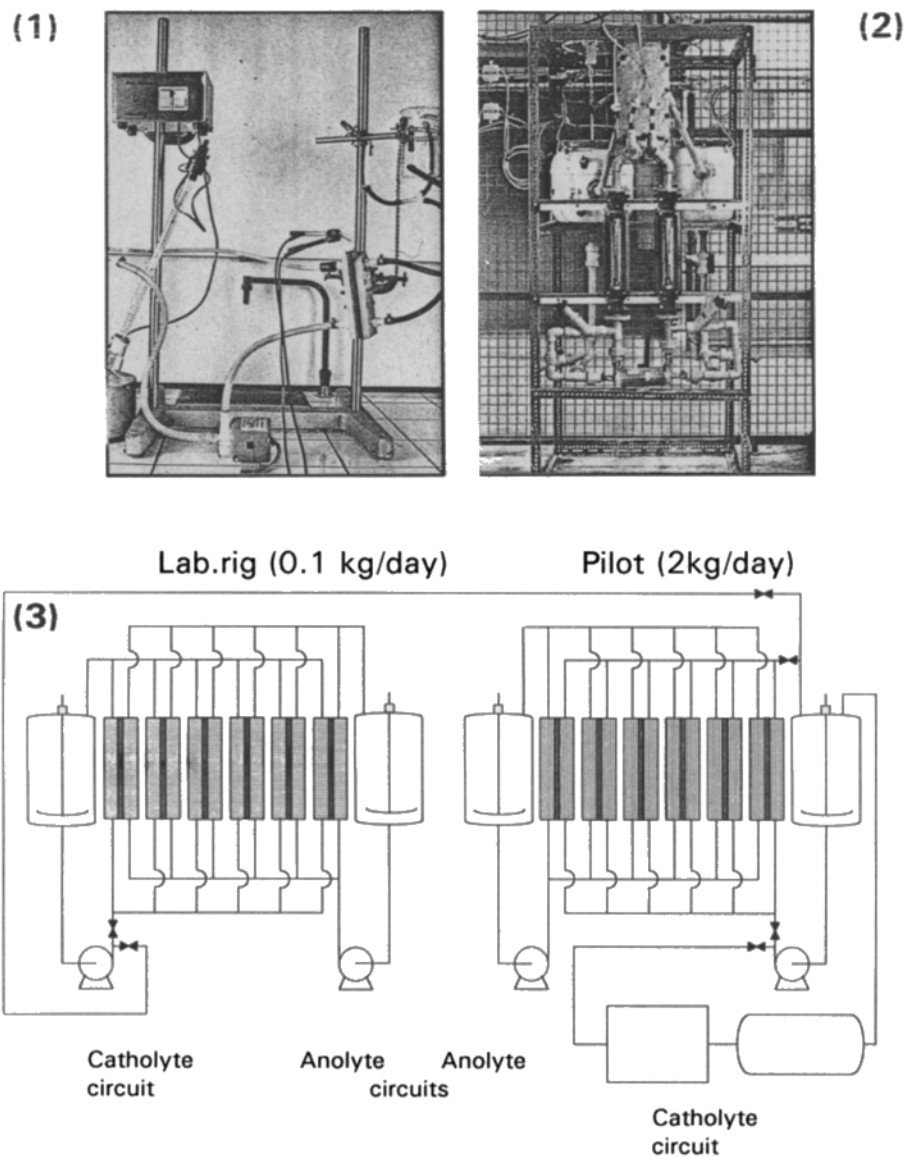 (1)
(2)
Lab.rig (0.1 kg/day)
Pilot (2kg/day)
(3)
Catholyte
circuit
Anolyte Anolyte
circuits
Catholyte
circuit